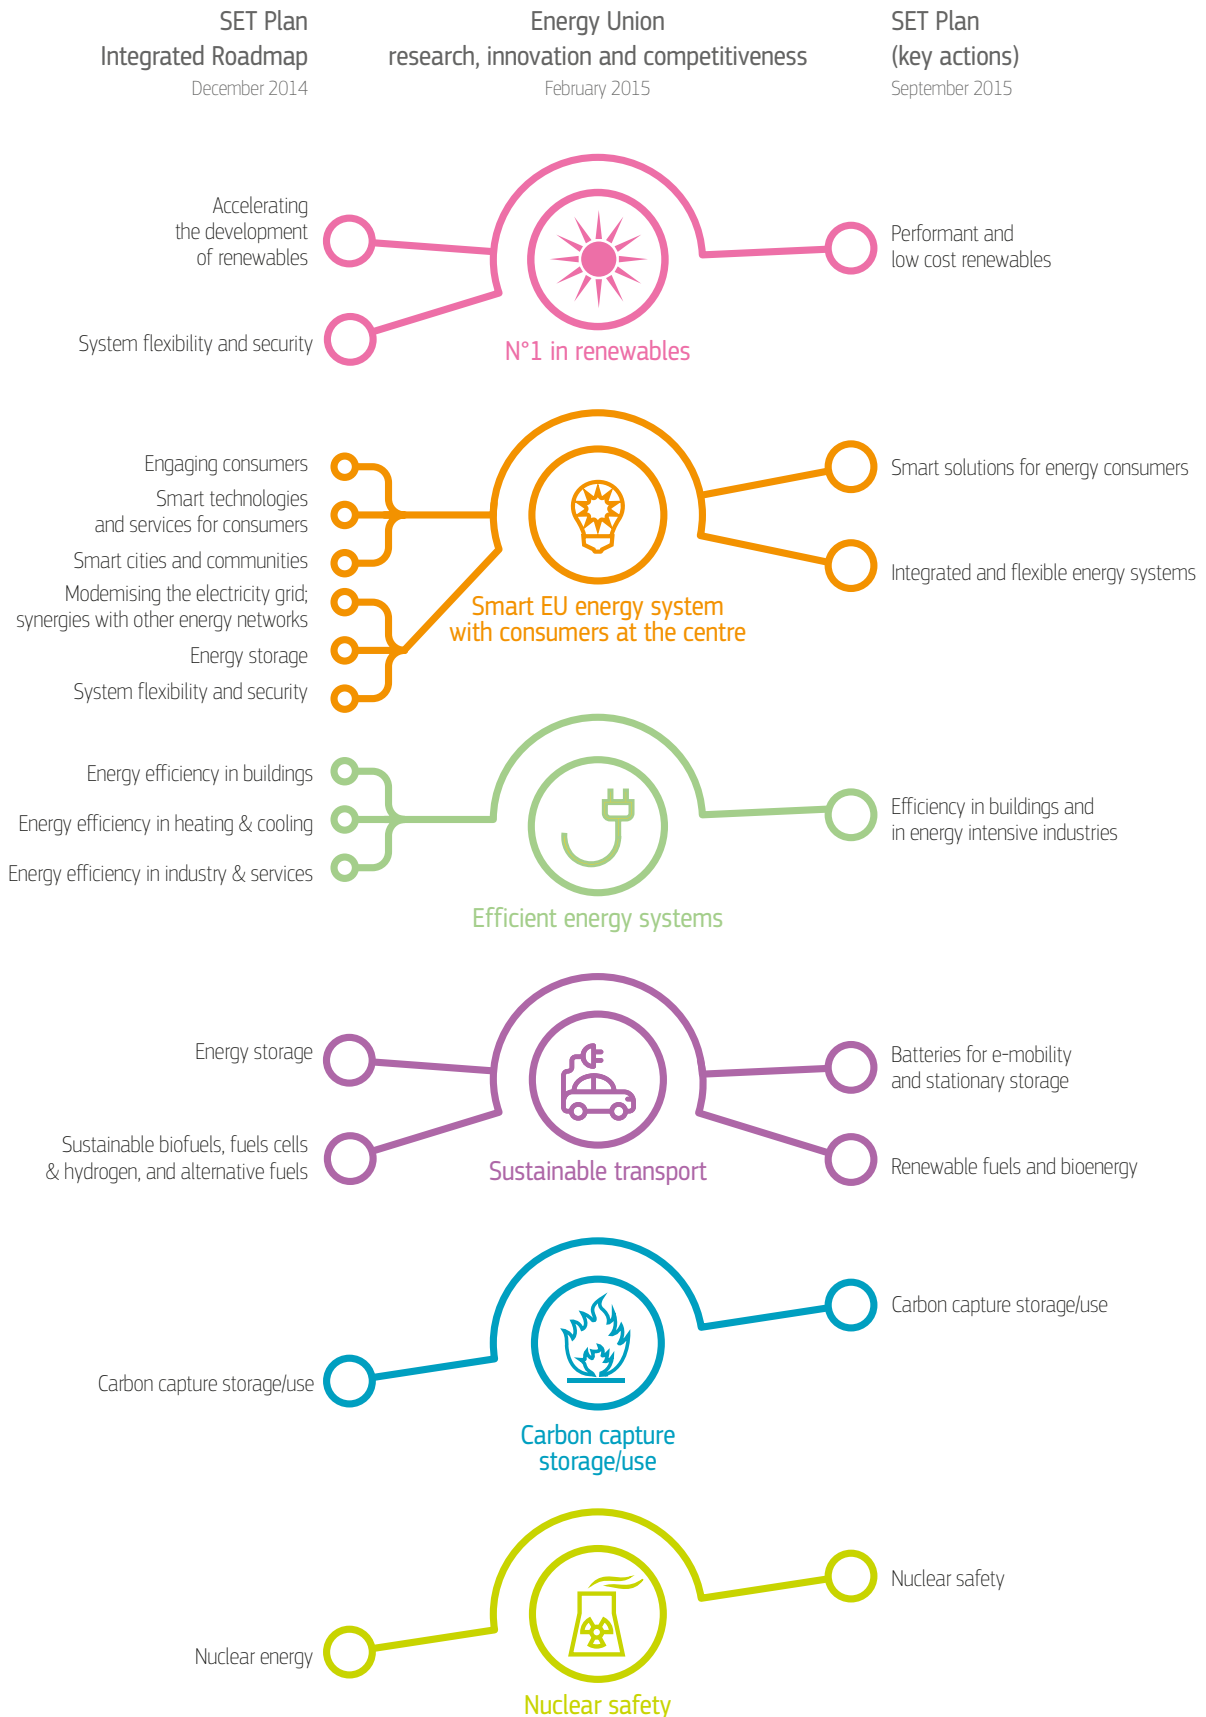 SET Plan
Integrated Roadmap
December 2014
Energy Union
research, innovation and competitiveness
February 2015
SET Plan
(key actions)
September 2015
Accelerating
the development
of renewables
System flexibility and security
N°1 in renewables
Performant and
low cost renewables
Engaging consumers
Smart technologies
and services for consumers
Smart cities and communities
Modernising the electricity grid;
synergies with other energy networks
Energy storage
System flexibility and security
Smart EU energy system
with consumers at the centre
Smart solutions for energy consumers
Integrated and flexible energy systems
Energy efficiency in buildings
Energy efficiency in heating & cooling
Energy efficiency in industry & services
Efficient energy systems
Efficiency in buildings and
in energy intensive industries
Energy storage
Sustainable biofuels, fuels cells
& hydrogen, and alternative fuels
Sustainable transport
Batteries for e-mobility
and stationary storage
Renewable fuels and bioenergy
Carbon capture storage/use
Carbon capture
storage/use
Carbon capture storage/use
Nuclear energy
Nuclear safety
Nuclear safety